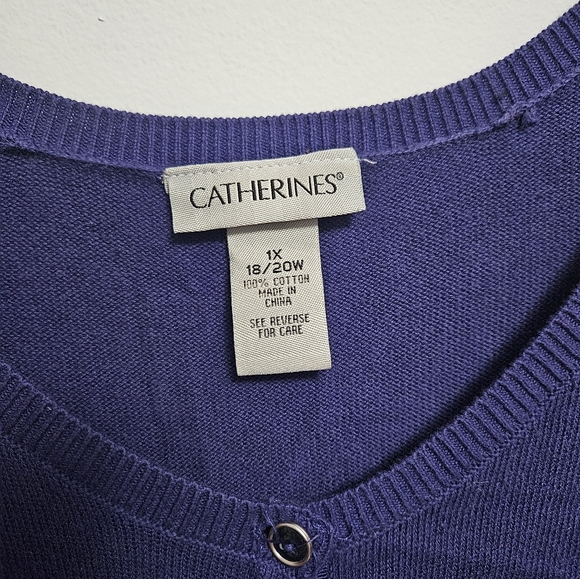 CATHERINES®
1X
18/20W
100% COTTON
MADE IN
CHINA
SEE REVERSE
FOR CARE